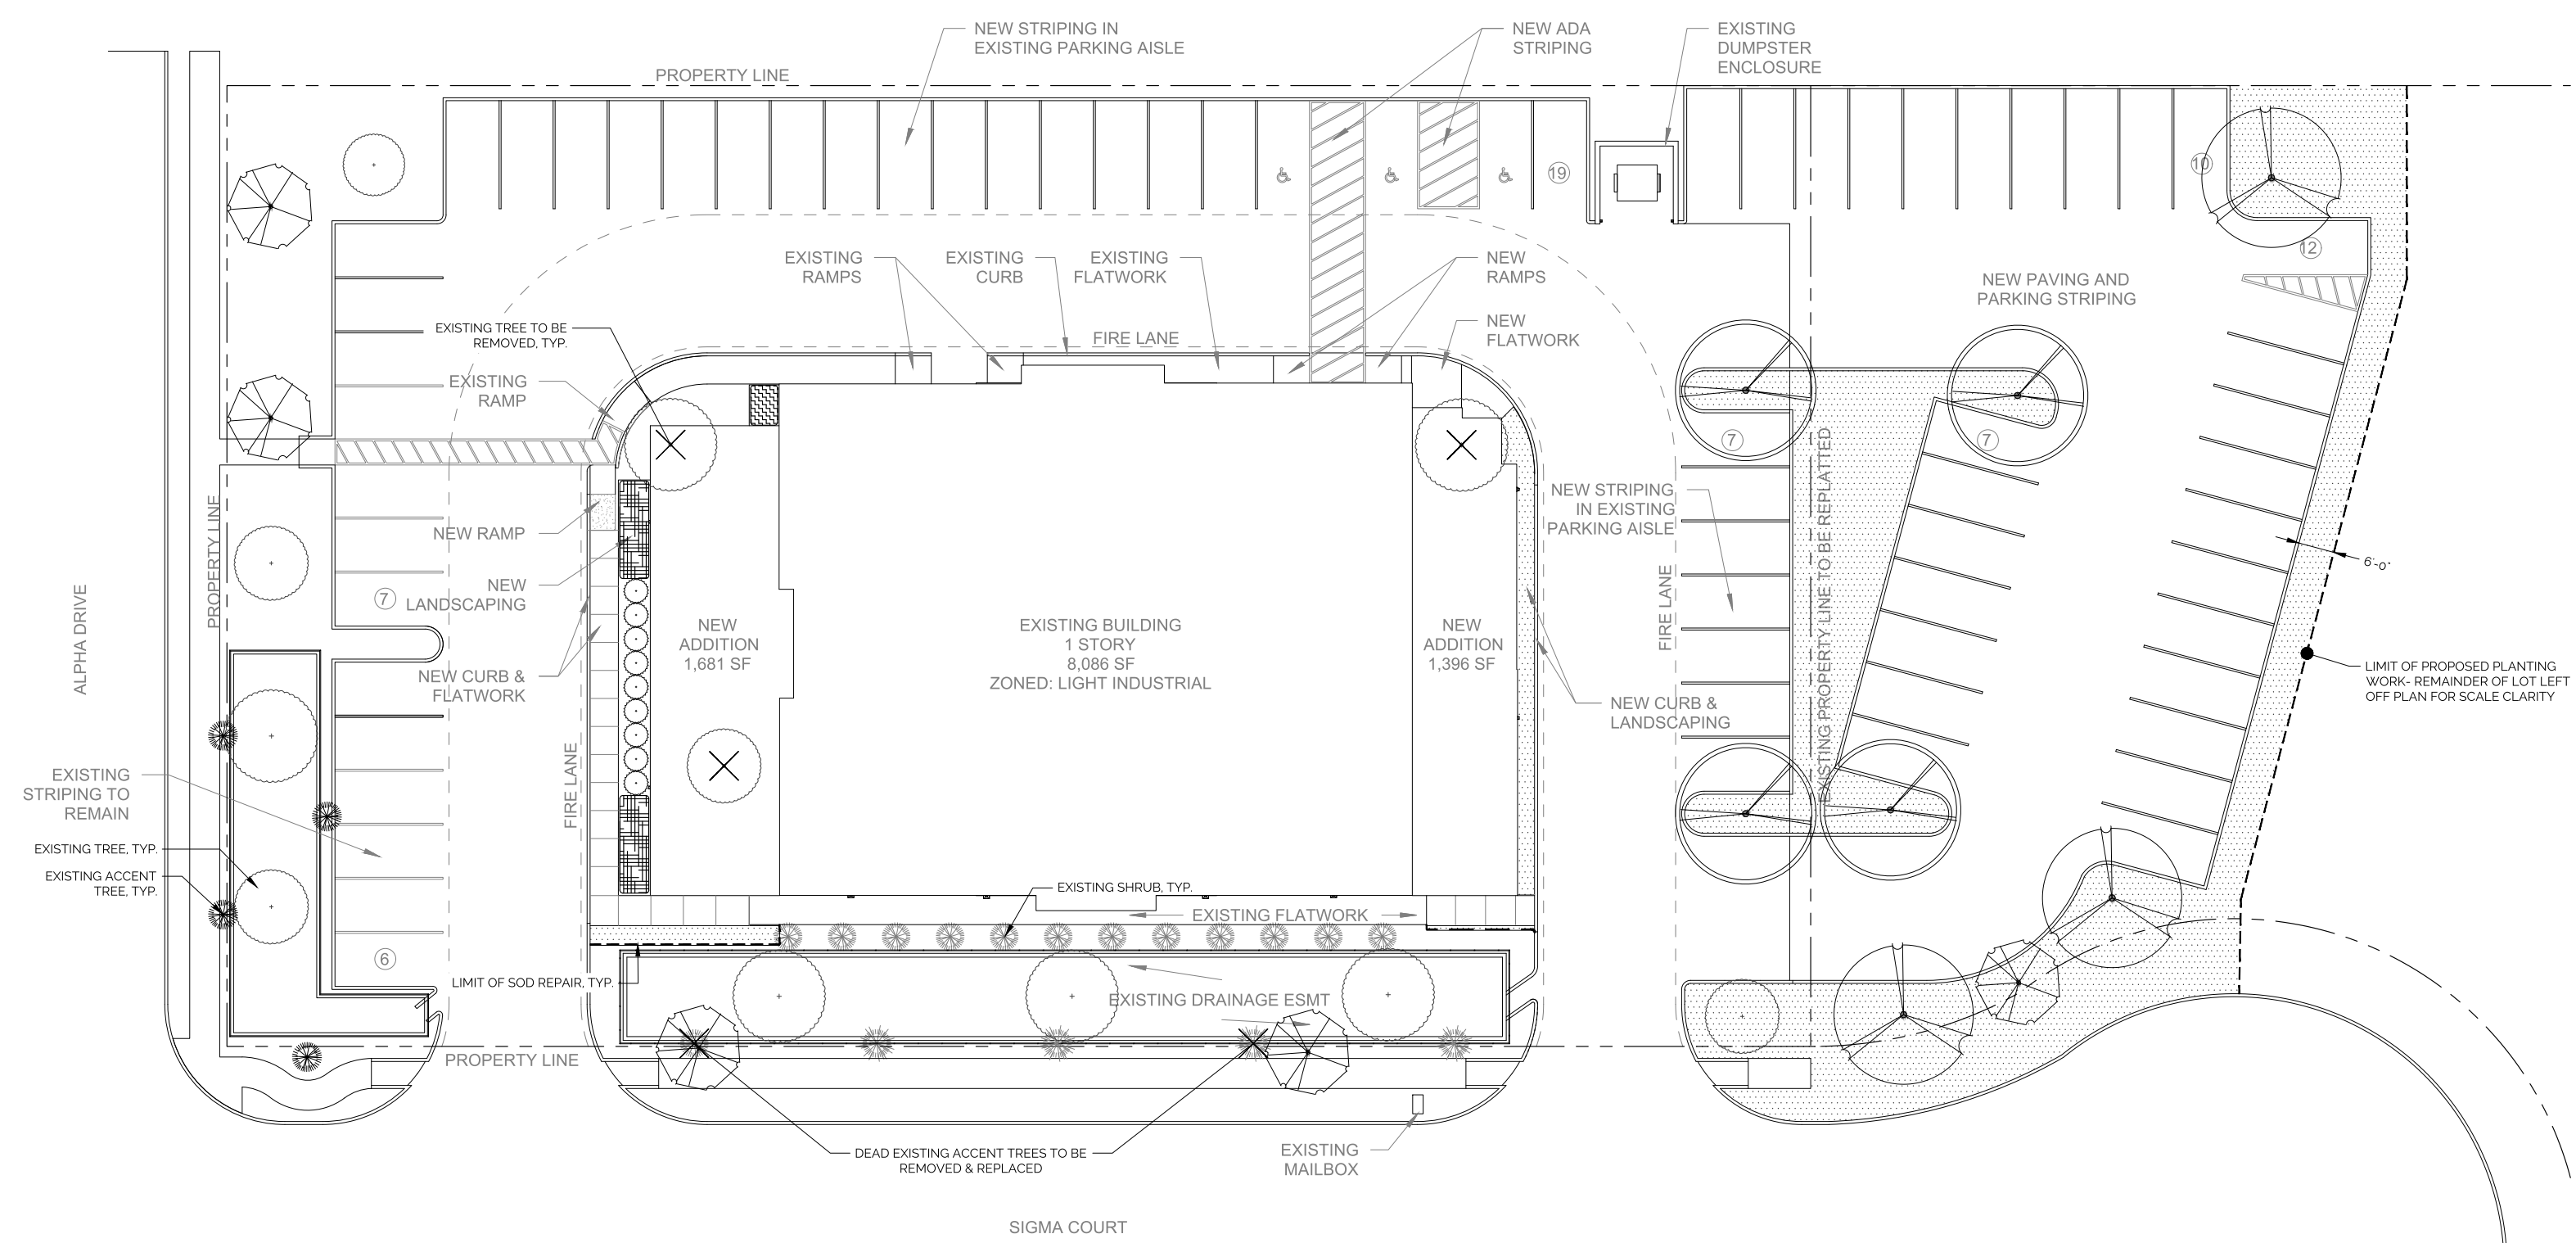 NEW STRIPING IN
EXISTING PARKING AISLE
NEW ADA
STRIPING
EXISTING
DUMPSTER
ENCLOSURE
PROPERTY LINE
19
10
12
EXISTING
RAMPS
EXISTING
CURB
EXISTING
FLATWORK
NEW
RAMPS
NEW PAVING AND
PARKING STRIPING
NEW
FLATWORK
FIRE LANE
EXISTING TREE TO BE
REMOVED, TYP.
EXISTING
RAMP
7
7
NEW STRIPING
IN EXISTING
PARKING AISLE
EXISTING PROPERTY LINE TO BE REPLATTED
PROPERTY LINE
NEW RAMP
6'-0"
NEW
LANDSCAPING
7
ALPHA DRIVE
FIRE LANE
NEW
ADDITION
1,681 SF
EXISTING BUILDING
1 STORY
8,086 SF
ZONED: LIGHT INDUSTRIAL
NEW
ADDITION
1,396 SF
NEW CURB &
FLATWORK
NEW CURB &
LANDSCAPING
LIMIT OF PROPOSED PLANTING
WORK- REMAINDER OF LOT LEFT
OFF PLAN FOR SCALE CLARITY
FIRE LANE
EXISTING
STRIPING TO
REMAIN
EXISTING TREE, TYP.
EXISTING ACCENT
TREE, TYP.
EXISTING SHRUB, TYP.
EXISTING FLATWORK
6
LIMIT OF SOD REPAIR, TYP.
EXISTING DRAINAGE ESMT
PROPERTY LINE
DEAD EXISTING ACCENT TREES TO BE
REMOVED & REPLACED
EXISTING
MAILBOX
SIGMA COURT